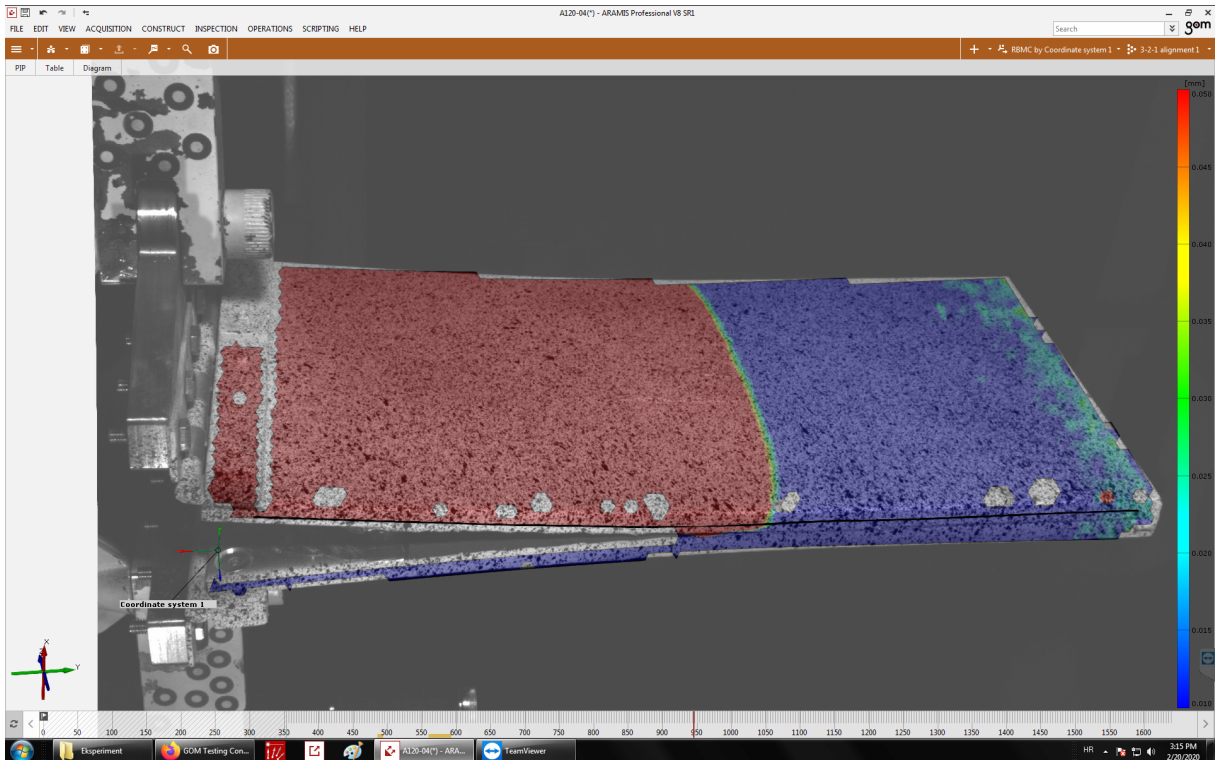 A120-04(*) - ARAMIS Professional V8 SR1
FILE EDIT VIEW ACQUISITION CONSTRUCT INSPECTION OPERATIONS SCRIPTING HELP
Search
gom
RBMC by Coordinate system 1
3-2-1 alignment 1
PIP Table Diagram
[mm]
0.050
0.045
0.040
0.035
0.030
0.025
0.020
0.015
0.010
Coordinate system 1
X
Y
0 50 100 150 200 250 300 350 400 450 500 550 600 650 700 750 800 850 900 950 1000 1050 1100 1150 1200 1250 1300 1350 1400 1450 1500 1550 1600
Eksperiment
GOM Testing Con...
A120-04(*) - ARA...
TeamViewer
HR
3:15 PM
2/20/2020